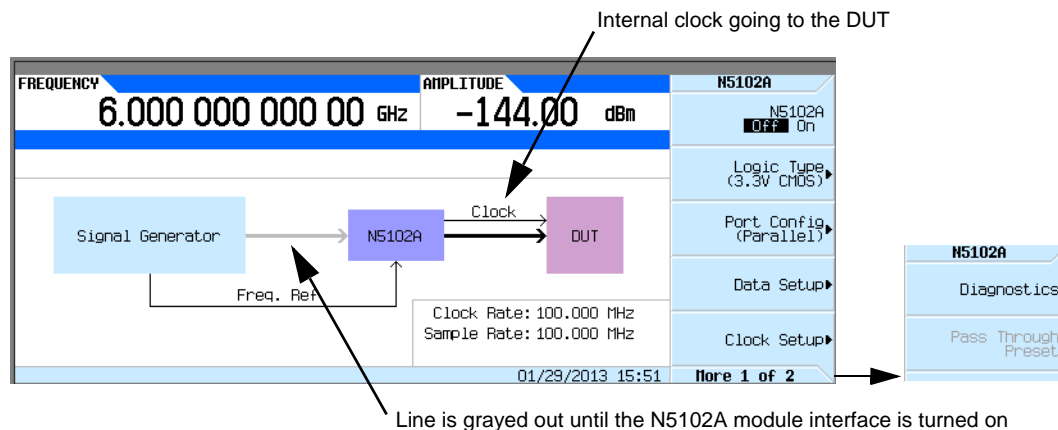 Internal clock going to the DUT
FREQUENCY
6.000 000 000 00 GHz
AMPLITUDE
-144.00 dBm
N5102A
N5102A
Off On
Logic Type
(3.3V CMOS)
Port Config
(Parallel)
Data Setup
Clock Setup
More 1 of 2
Signal Generator
N5102A
Clock
DUT
Freq. Ref
Clock Rate: 100.000 MHz
Sample Rate: 100.000 MHz
01/29/2013 15:51
N5102A
Diagnostics
Pass Through
Preset
Line is grayed out until the N5102A module interface is turned on